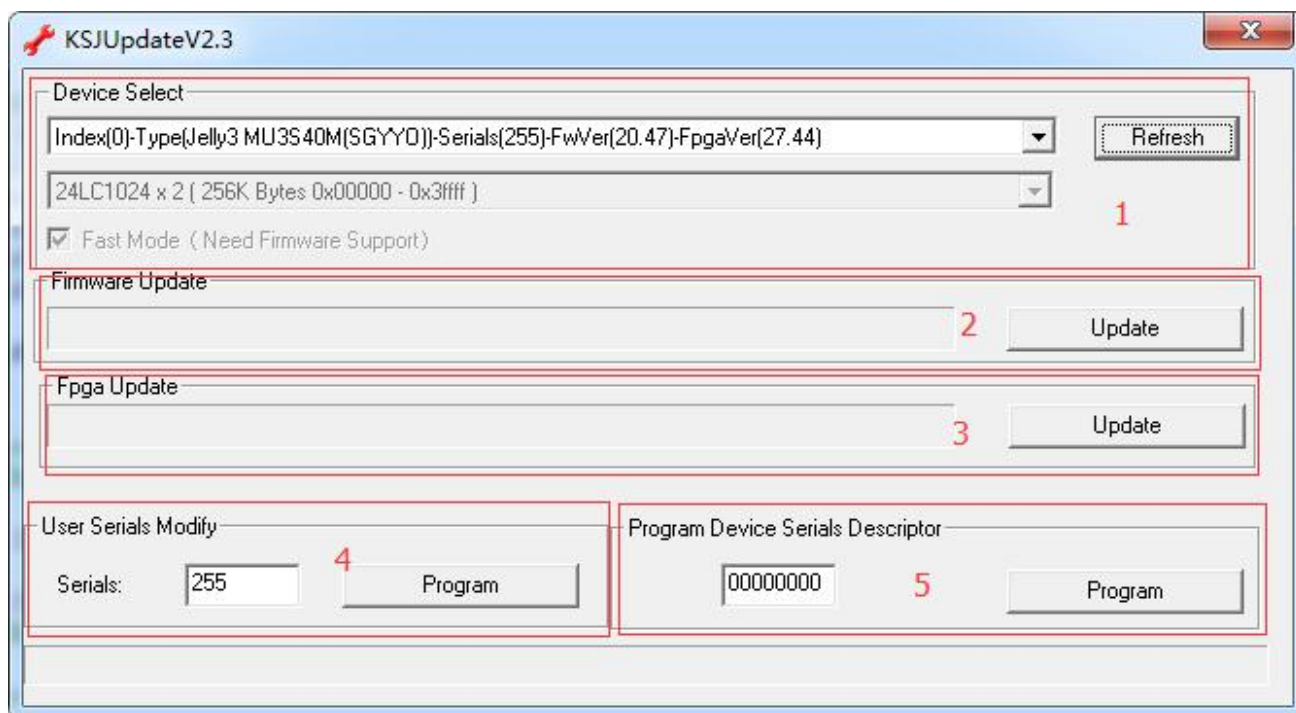 KSJUpdateV2.3
Device Select
Index(0)-Type(Jelly3 MU3S40M(SGYYO))-Serials(255)-FwVer(20.47)-FpgaVer(27.44)
Refresh
24LC1024 x 2 ( 256K Bytes 0x00000 - 0x3ffff )
1
Fast Mode ( Need Firmware Support)
Firmware Update
2
Update
Fpga Update
3
Update
User Serials Modify
Serials:
255
4
Program
Program Device Serials Descriptor
00000000
5
Program